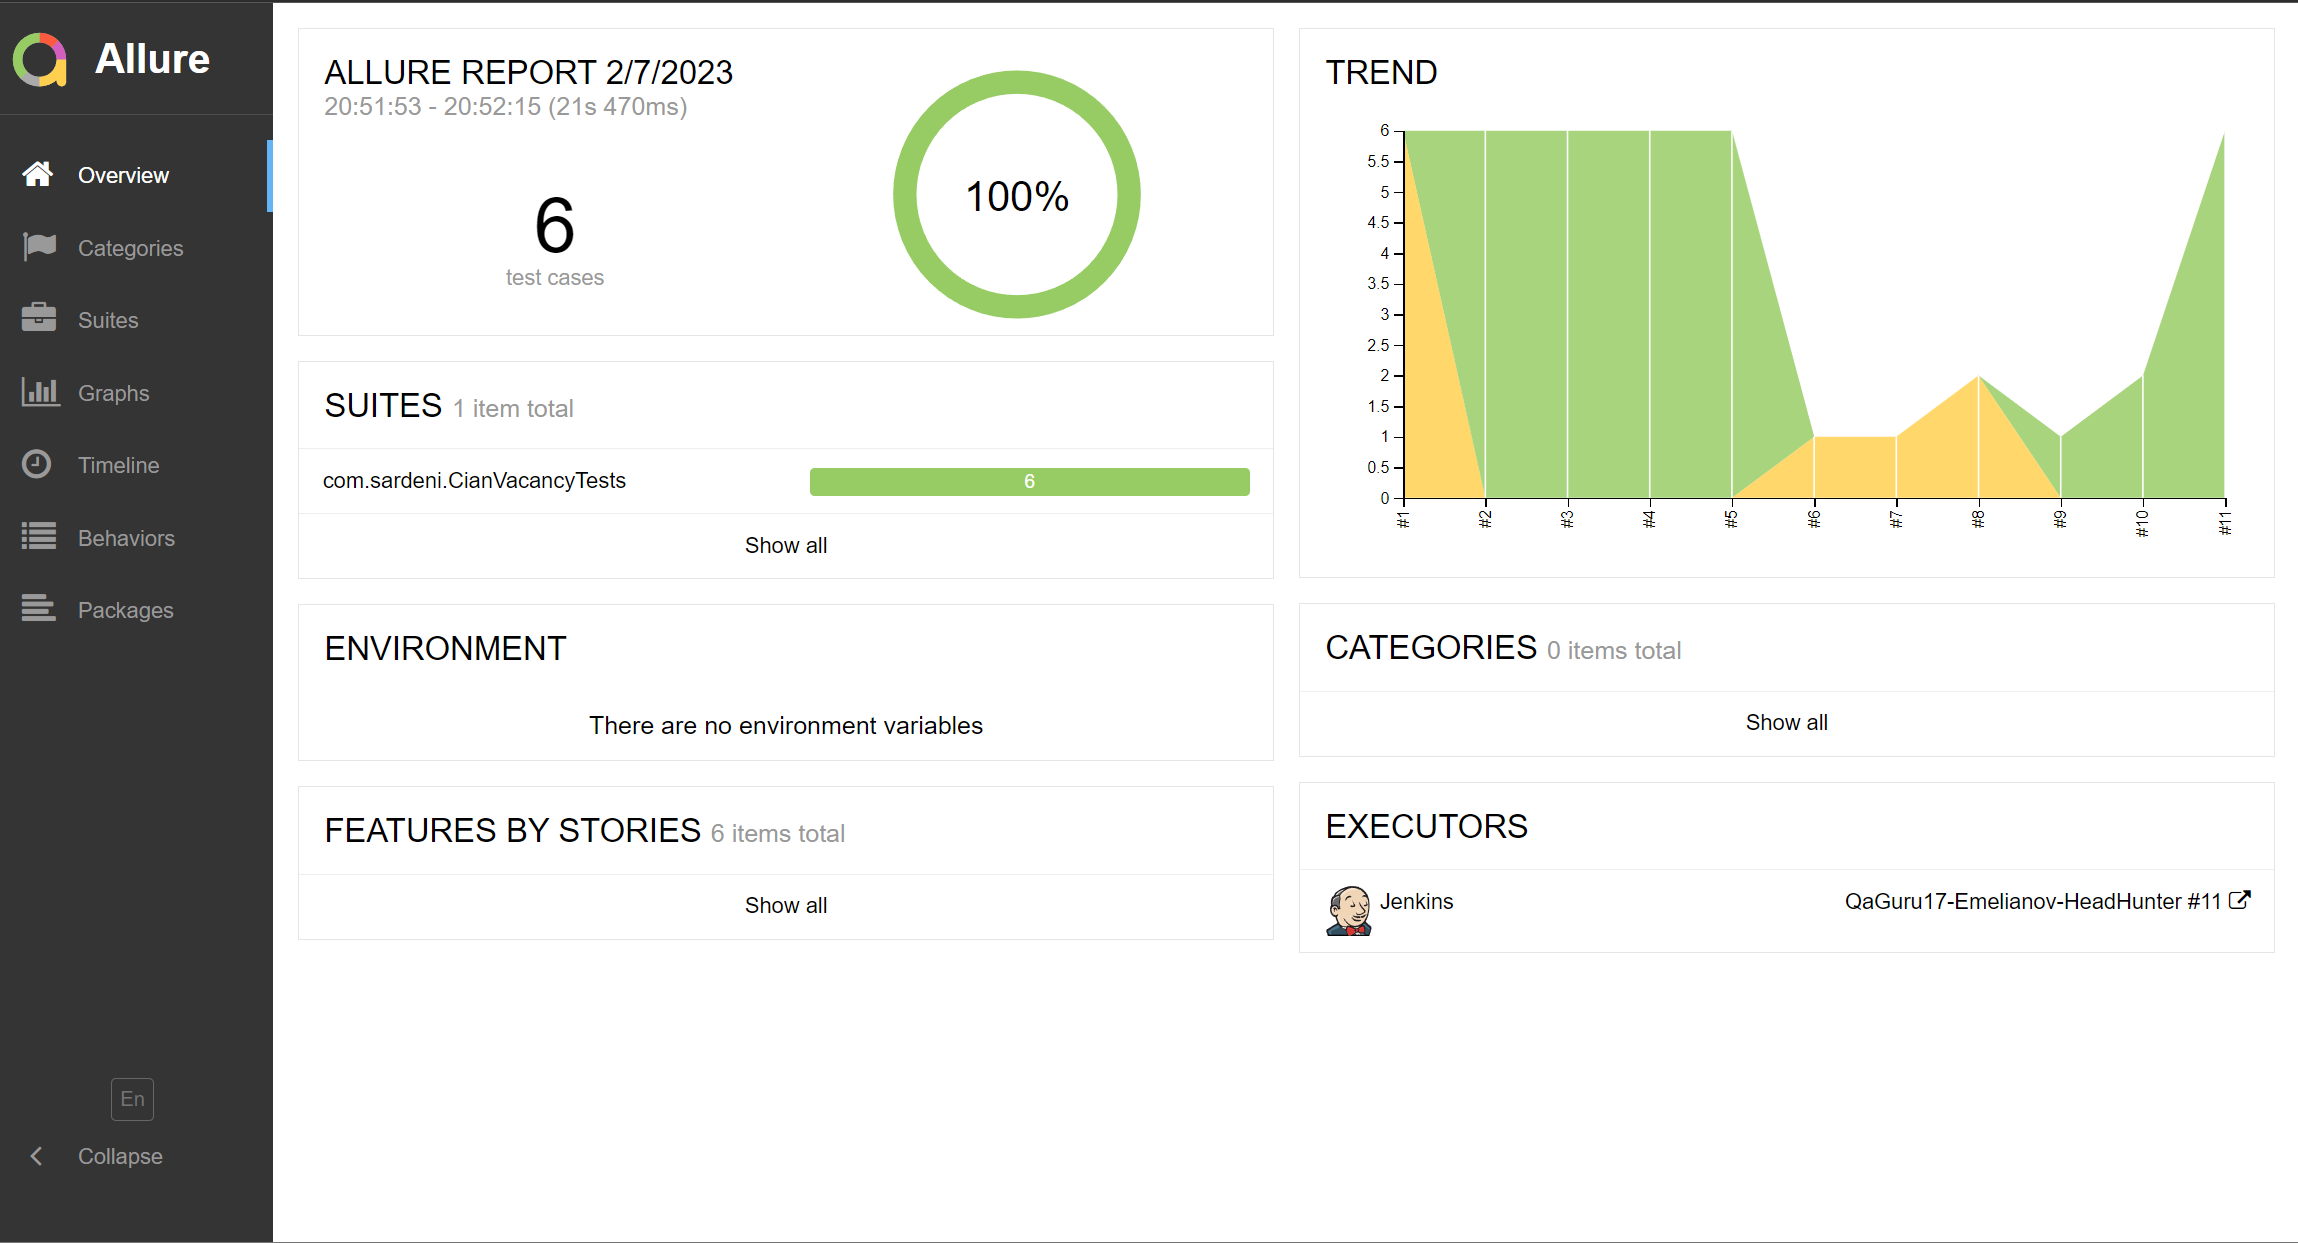 Allure
Overview
Categories
Suites
Graphs
Timeline
Behaviors
Packages
En
Collapse
ALLURE REPORT 2/7/2023
20:51:53 - 20:52:15 (21s 470ms)
6
test cases
100%
SUITES 1 item total
com.sardeni.CianVacancyTests 6
Show all
ENVIRONMENT
There are no environment variables
FEATURES BY STORIES 6 items total
Show all
TREND
6
5.5
5
4.5
4
3.5
3
2.5
2
1.5
1
0.5
0
#1 #2 #3 #4 #5 #6 #7 #8 #9 #10 #11
CATEGORIES 0 items total
Show all
EXECUTORS
Jenkins QaGuru17-Emelianov-HeadHunter #11